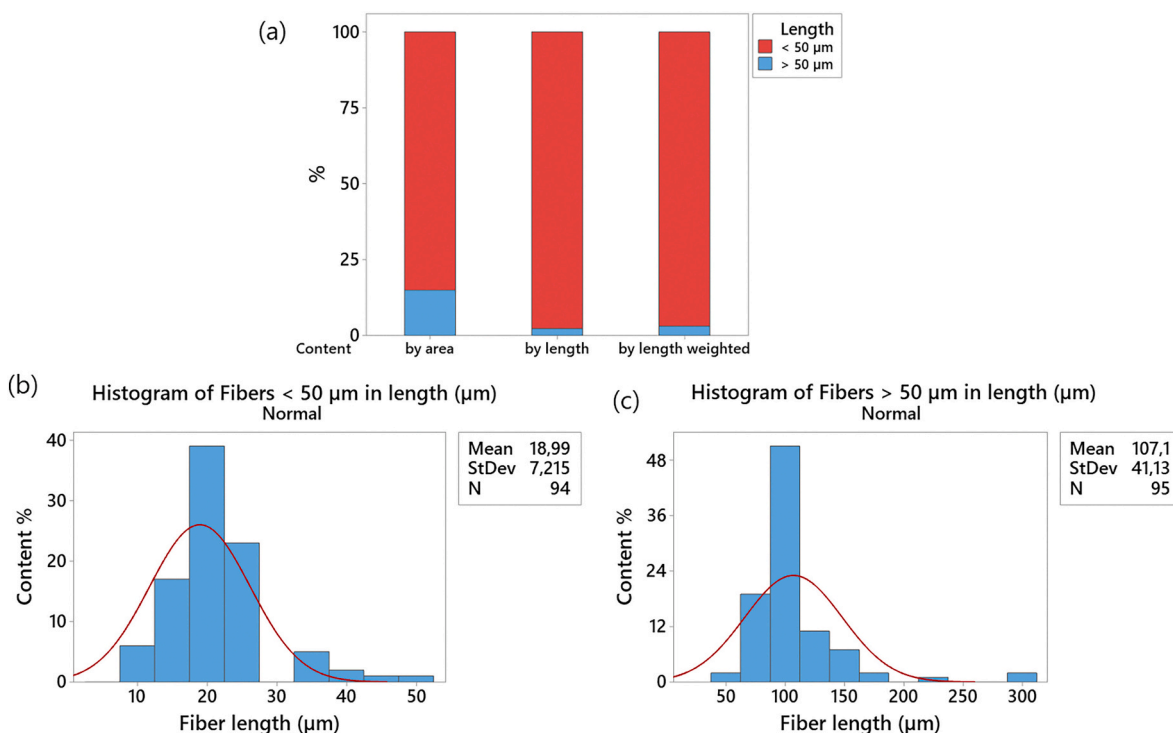 (a)
100
75
50
25
0
%
Content
by area
by length
by length weighted
Length
< 50 µm
> 50 µm
(b)
Histogram of Fibers < 50 µm in length (µm)
Normal
40
30
20
10
0
Content %
10
20
30
40
50
Fiber length (µm)
Mean 18,99
StDev 7,215
N 94
(c)
Histogram of Fibers > 50 µm in length (µm)
Normal
48
36
24
12
0
Content %
50
100
150
200
250
300
Fiber length (µm)
Mean 107,1
StDev 41,13
N 95